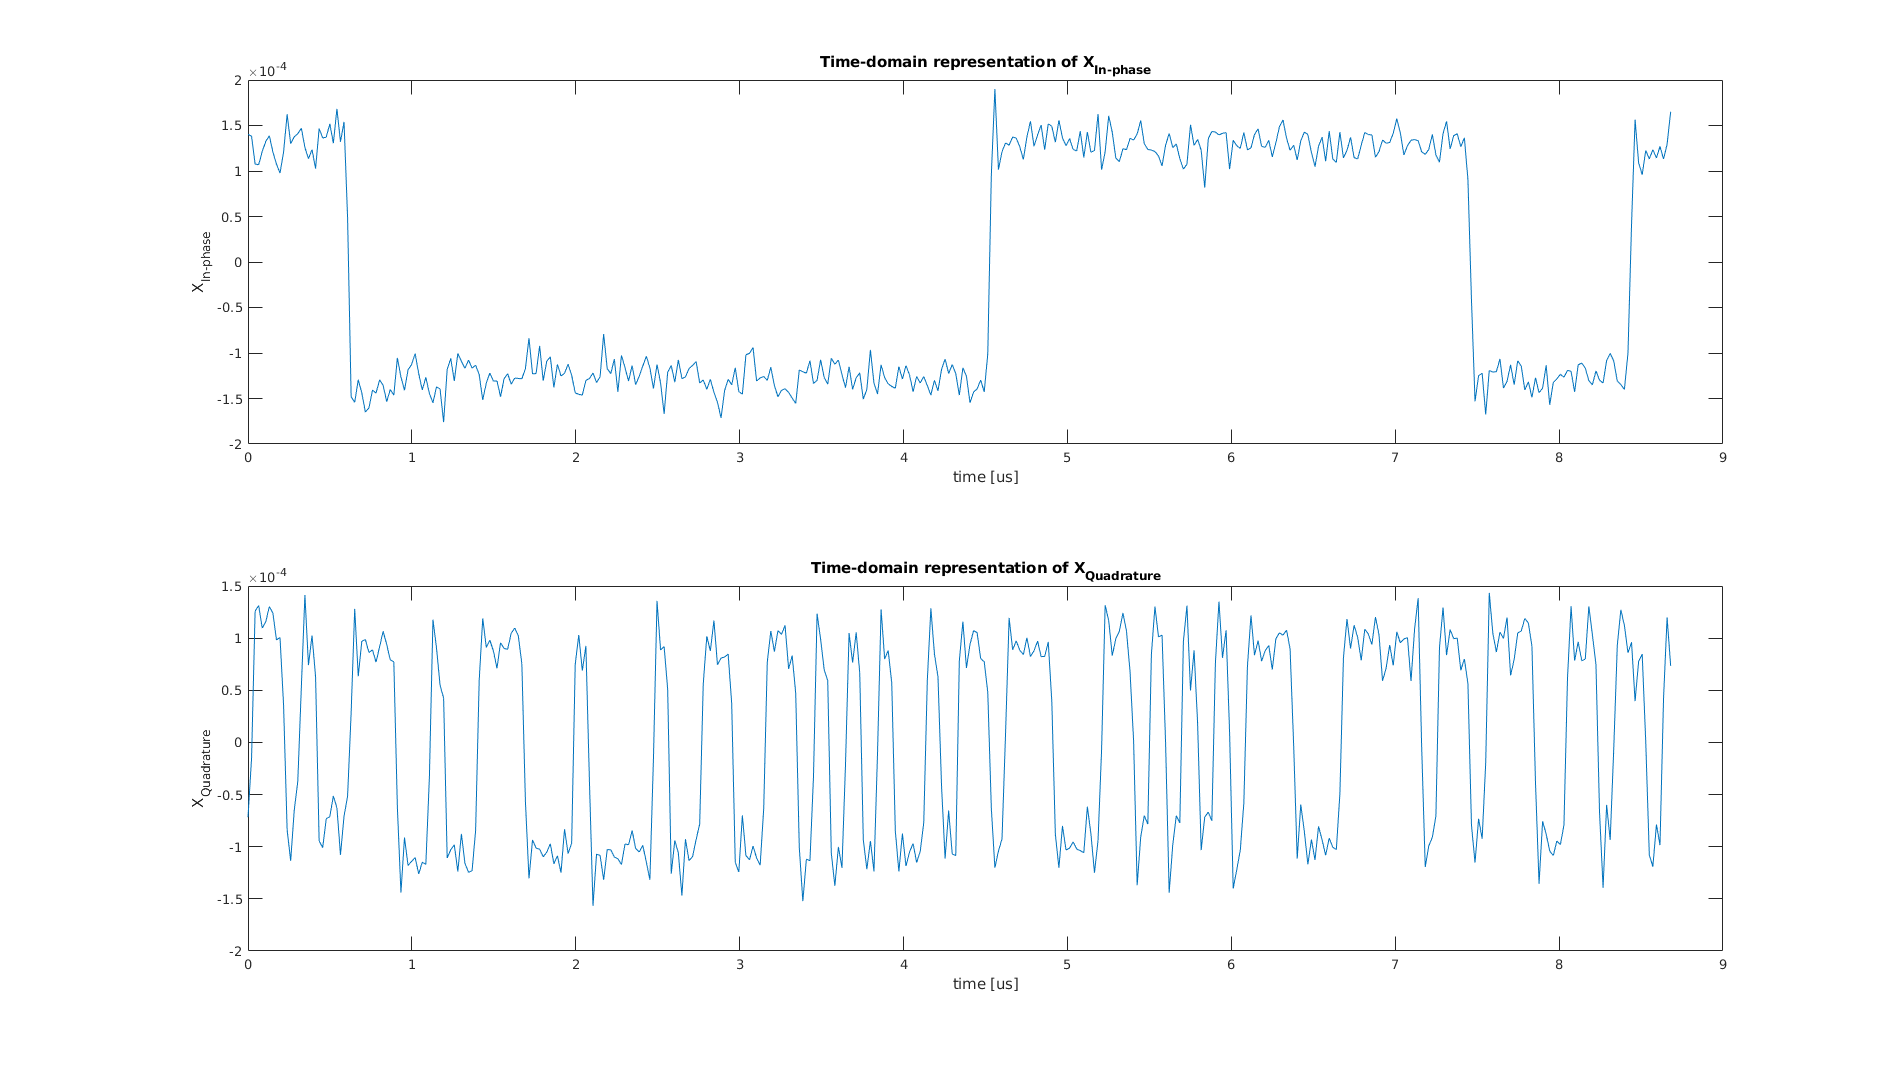 Time-domain representation of X_In-phase
×10^-4
2
1.5
1
0.5
0
-0.5
-1
-1.5
-2
X_In-phase
0 1 2 3 4 5 6 7 8 9
time [us]
Time-domain representation of X_Quadrature
×10^-4
1.5
1
0.5
0
-0.5
-1
-1.5
-2
X_Quadrature
0 1 2 3 4 5 6 7 8 9
time [us]